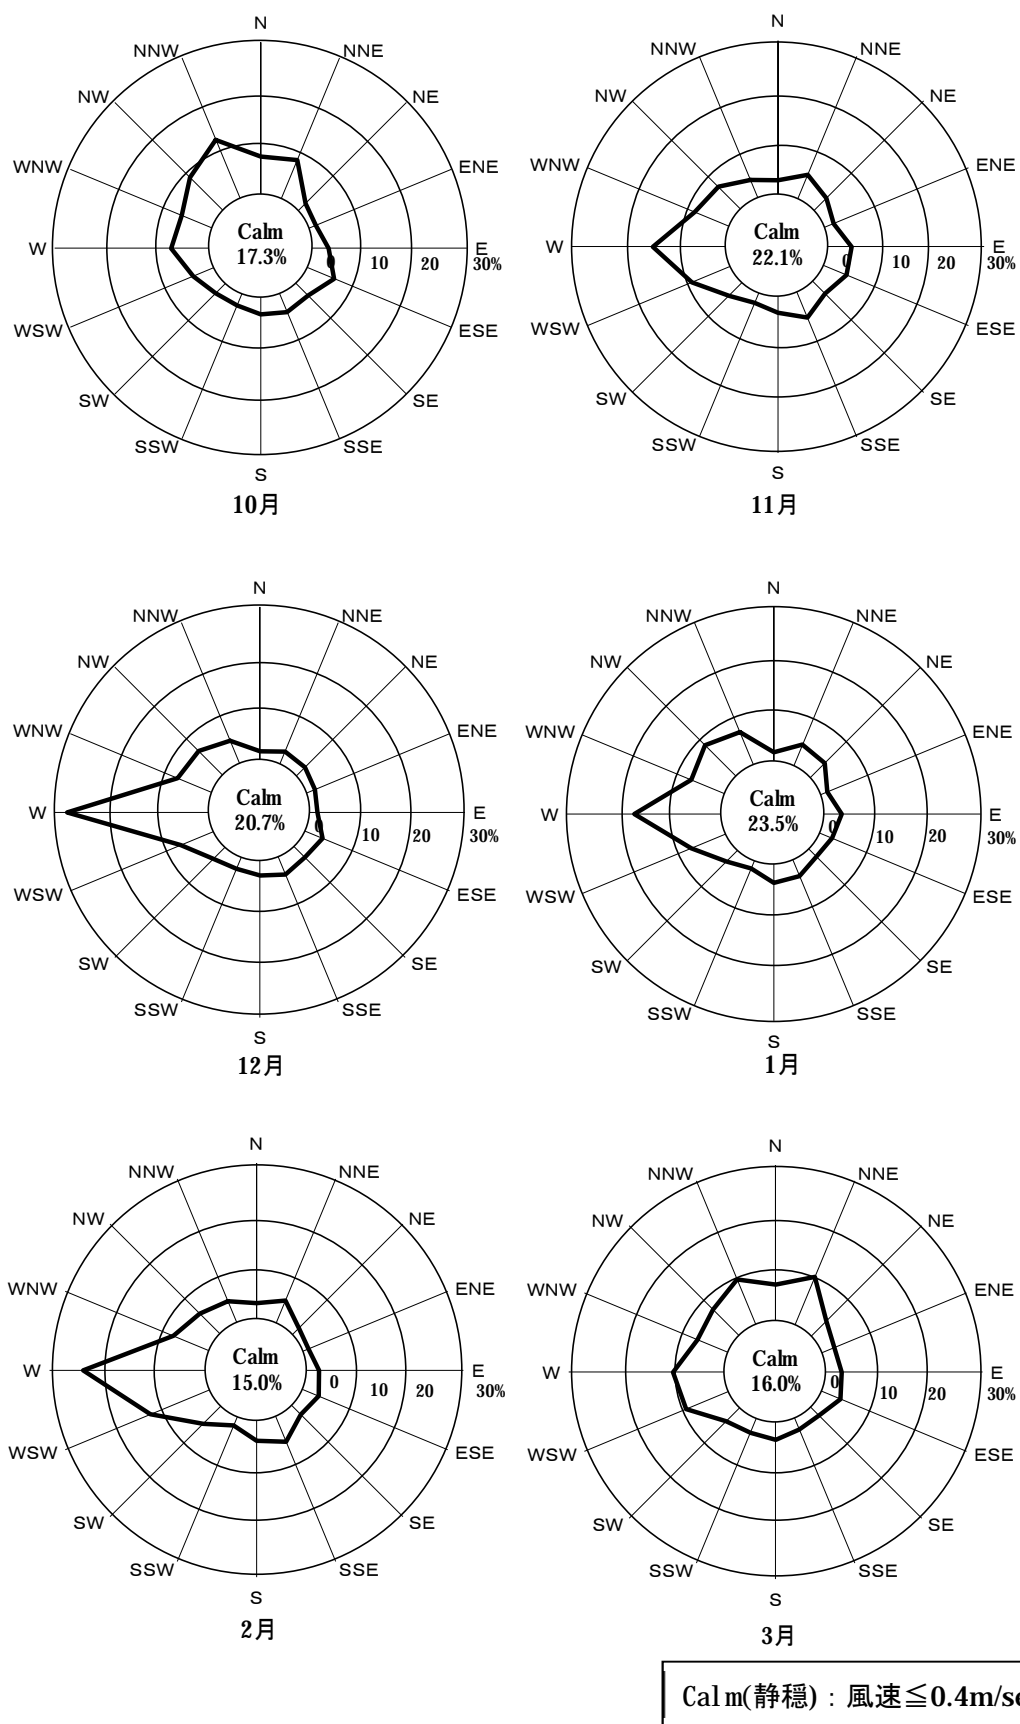 N
NNW NNE
NW NE
WNW ENE
W Calm E
17.3% 0 10 20 30%
WSW ESE
SW SE
SSW SSE
S
10月
N
NNW NNE
NW NE
WNW ENE
W Calm E
22.1% 0 10 20 30%
WSW ESE
SW SE
SSW SSE
S
11月
N
NNW NNE
NW NE
WNW ENE
W Calm E
20.7% 0 10 20 30%
WSW ESE
SW SE
SSW SSE
S
12月
N
NNW NNE
NW NE
WNW ENE
W Calm E
23.5% 0 10 20 30%
WSW ESE
SW SE
SSW SSE
S
1月
N
NNW NNE
NW NE
WNW ENE
W Calm E
15.0% 0 10 20 30%
WSW ESE
SW SE
SSW SSE
S
2月
N
NNW NNE
NW NE
WNW ENE
W Calm E
16.0% 0 10 20 30%
WSW ESE
SW SE
SSW SSE
S
3月
Calm(静穏)：風速≦0.4m/se